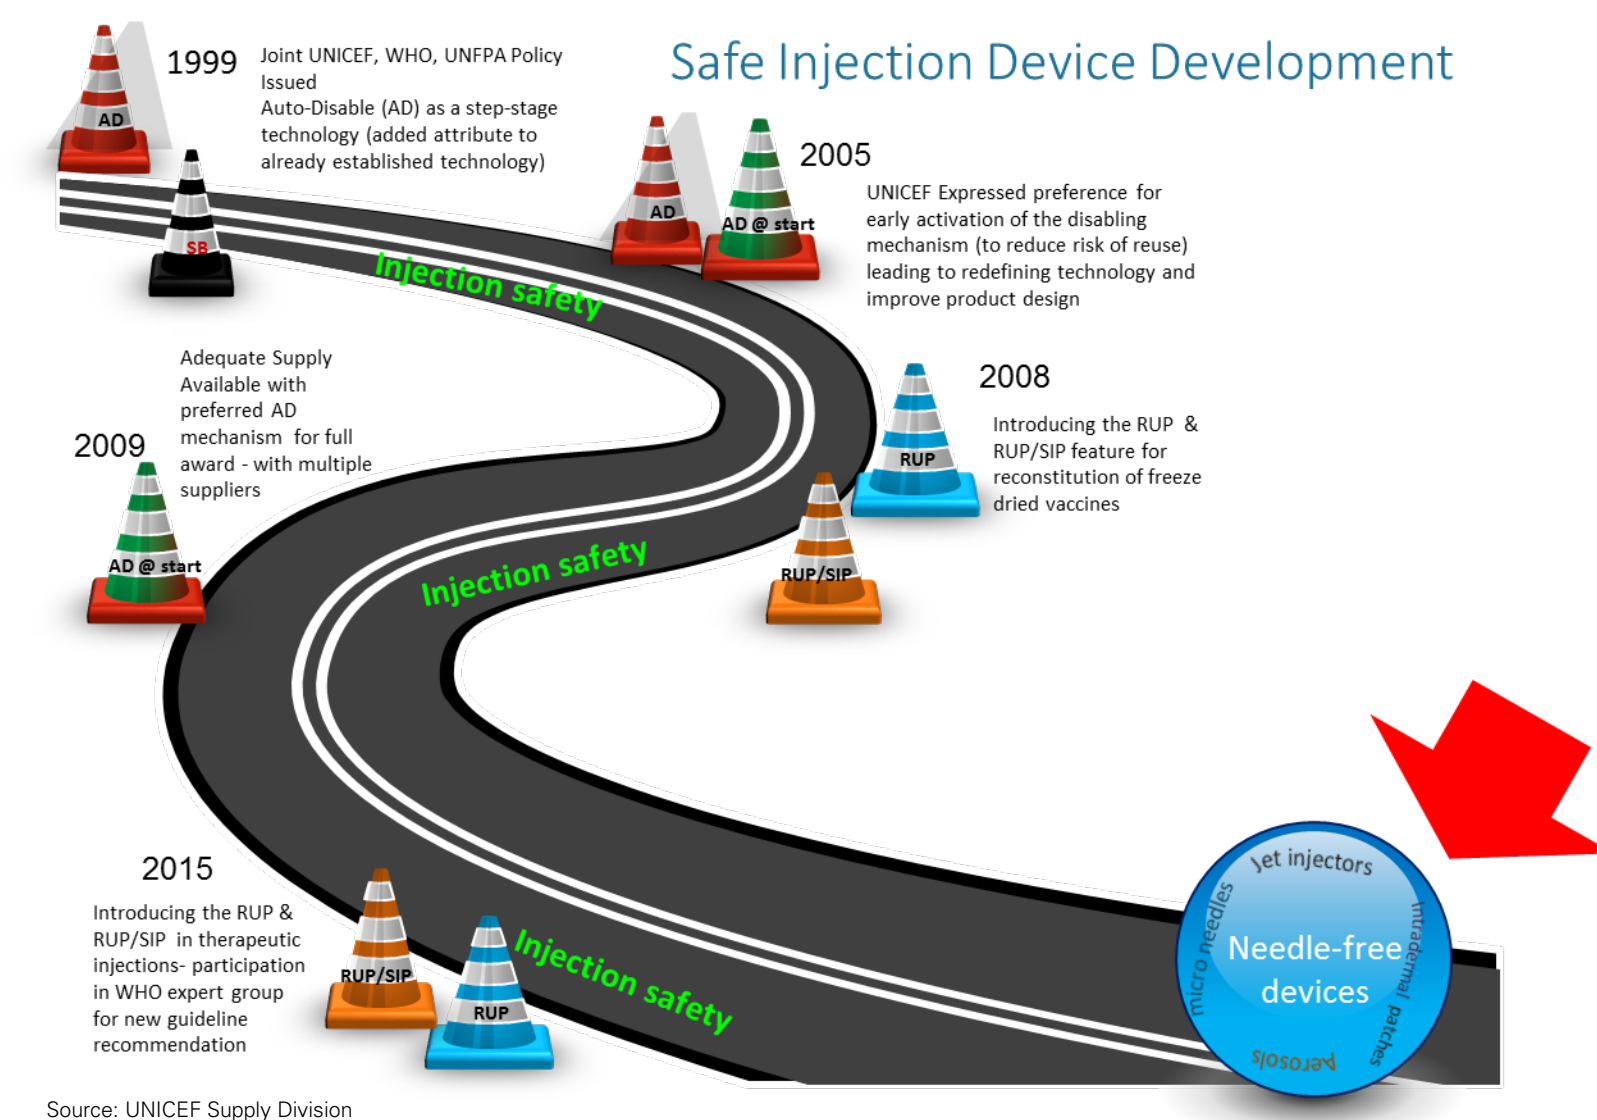 Safe Injection Device Development
1999
Joint UNICEF, WHO, UNFPA Policy
Issued
Auto-Disable (AD) as a step-stage
technology (added attribute to
already established technology)
AD
SB
Injection safety
AD
AD @ start
2005
UNICEF Expressed preference for
early activation of the disabling
mechanism (to reduce risk of reuse)
leading to redefining technology and
improve product design
2008
Introducing the RUP &
RUP/SIP feature for
reconstitution of freeze
dried vaccines
RUP
RUP/SIP
2009
Adequate Supply
Available with
preferred AD
mechanism for full
award - with multiple
suppliers
AD @ start
Injection safety
2015
Introducing the RUP &
RUP/SIP in therapeutic
injections- participation
in WHO expert group
for new guideline
recommendation
RUP/SIP
RUP
Injection safety
Jet injectors
micro needles
Intradermal patches
Needle-free
devices
Aerosols
Source: UNICEF Supply Division